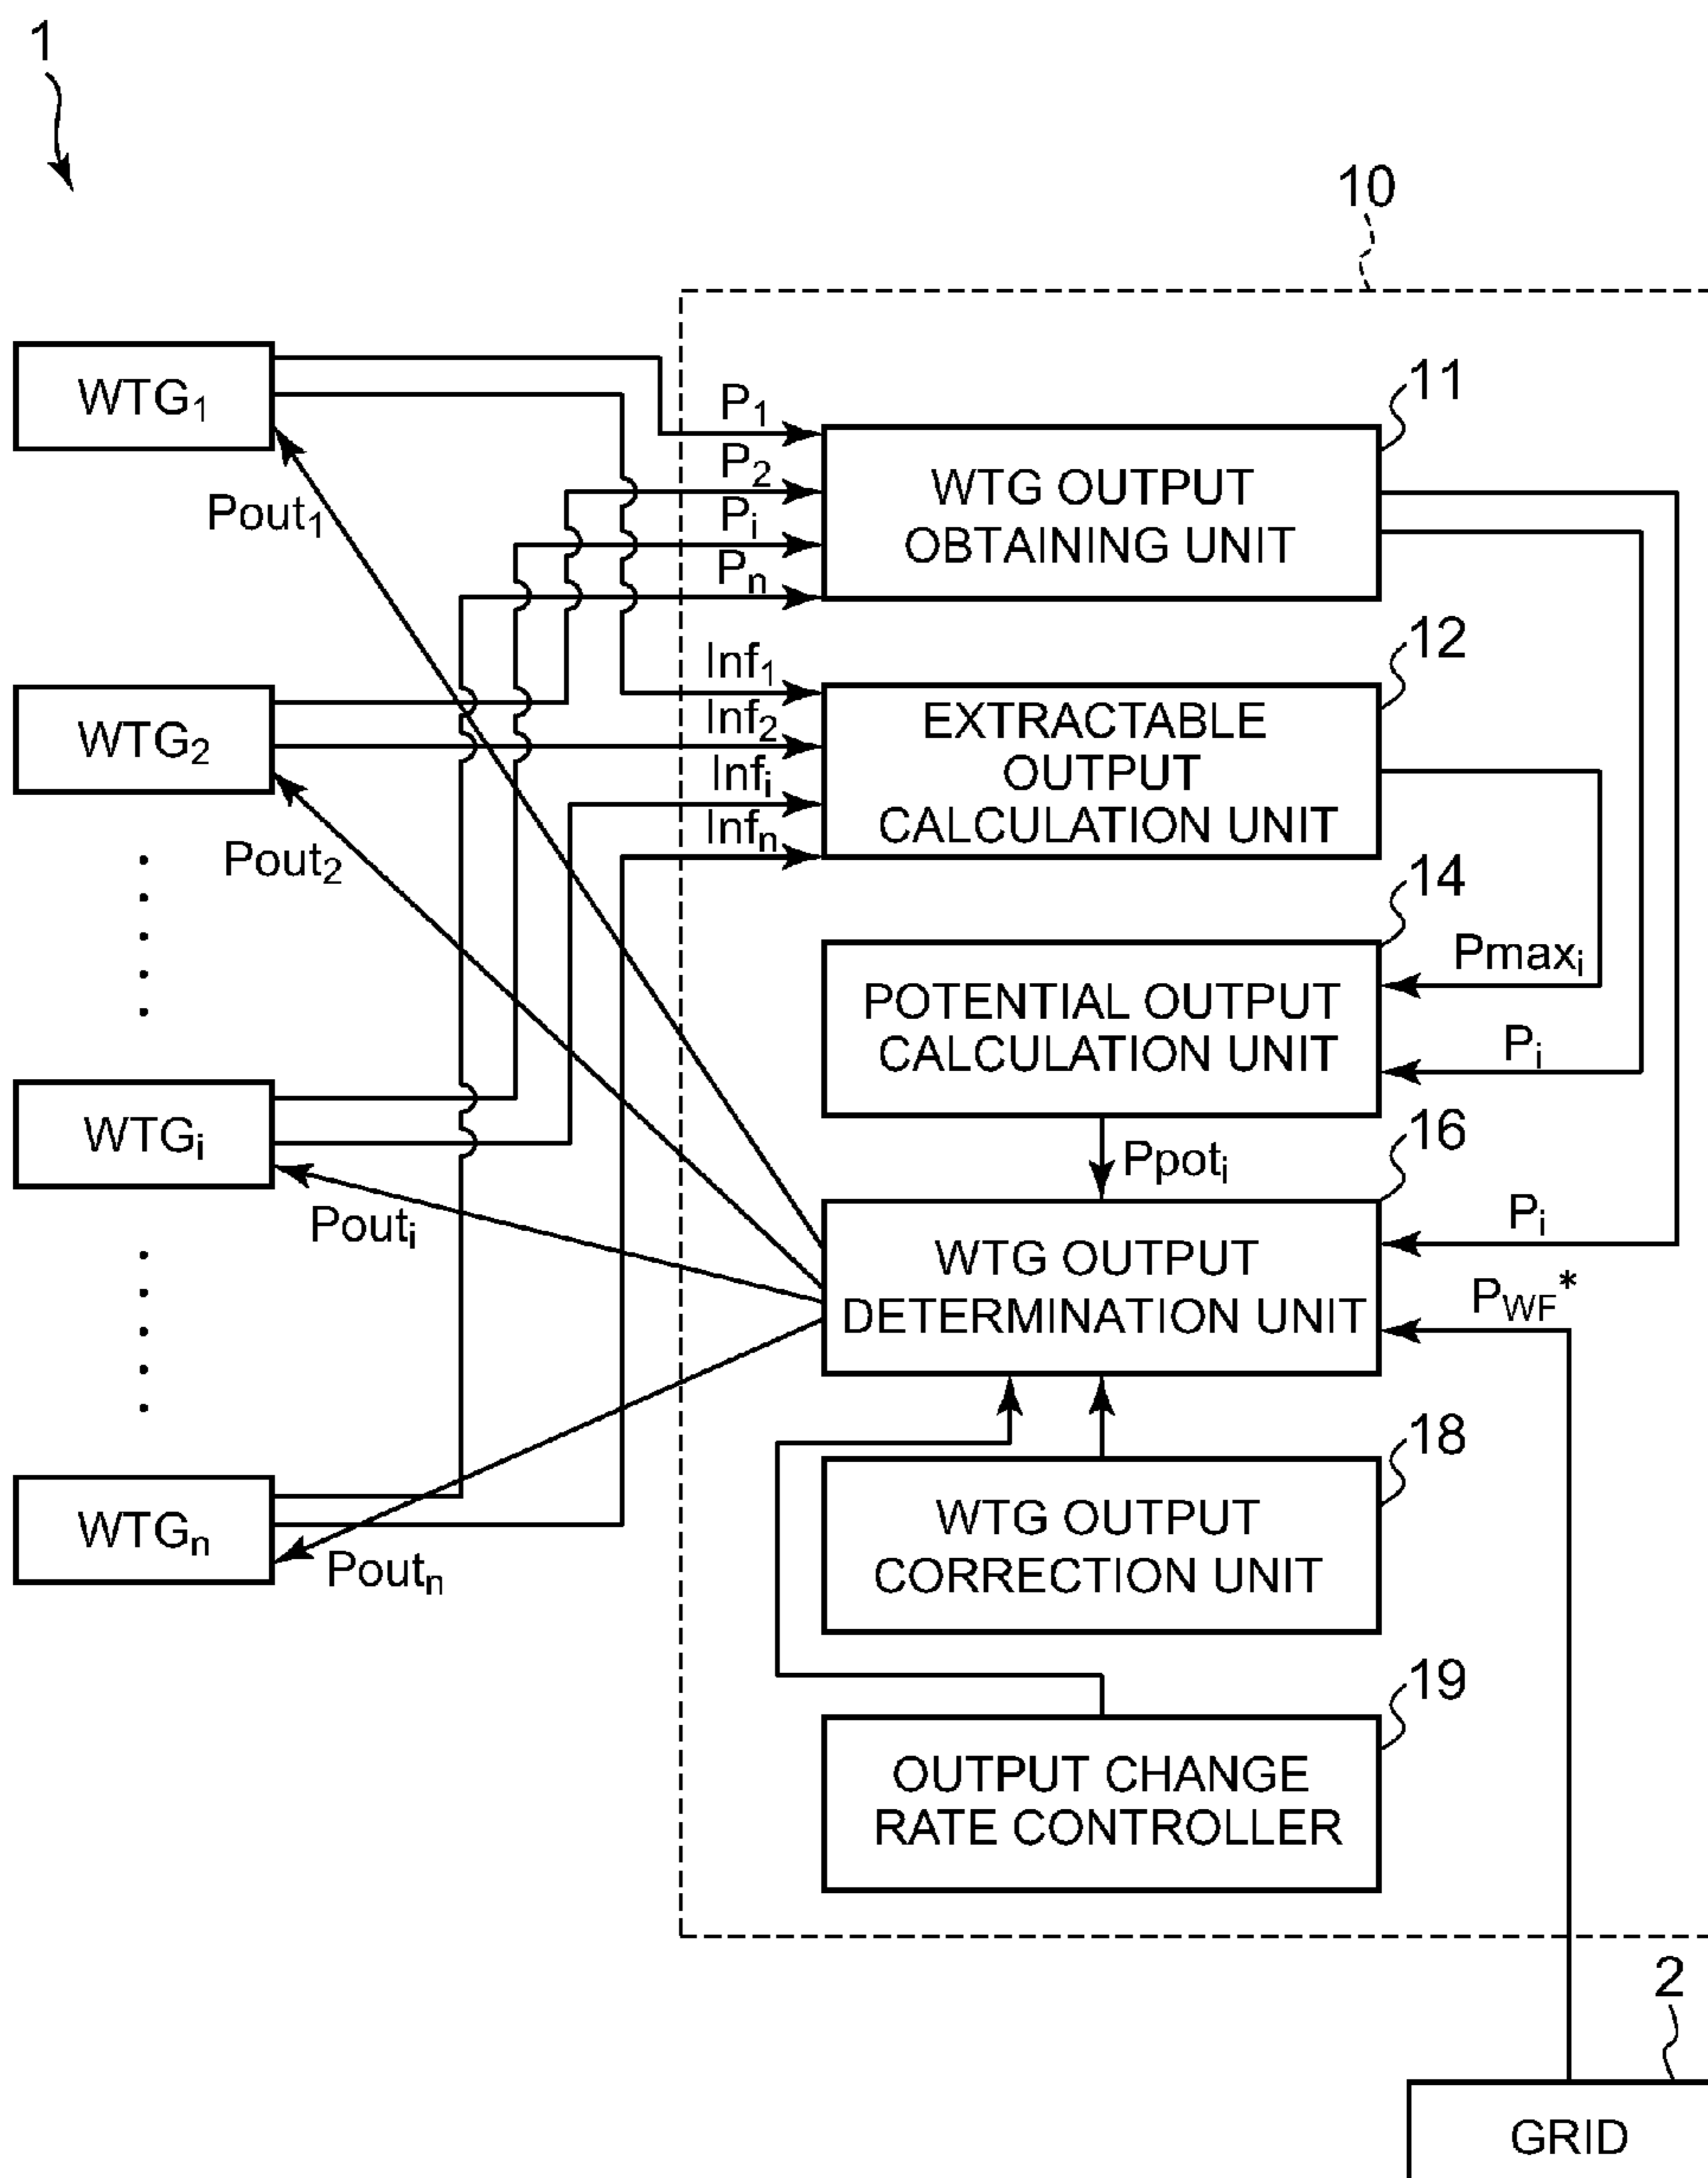 1
10
WTG₁
P₁
11
P₂
WTG OUTPUT
OBTAINING UNIT
Pᵢ
Pₙ
Pout₁
Inf₁
12
WTG₂
Inf₂
EXTRACTABLE
OUTPUT
CALCULATION UNIT
Infᵢ
Infₙ
Pout₂
14
Pmaxᵢ
POTENTIAL OUTPUT
CALCULATION UNIT
Pᵢ
WTGᵢ
16
Ppotᵢ
Poutᵢ
Pᵢ
WTG OUTPUT
DETERMINATION UNIT
P_WF*
18
WTGₙ
WTG OUTPUT
CORRECTION UNIT
Poutₙ
19
OUTPUT CHANGE
RATE CONTROLLER
2
GRID